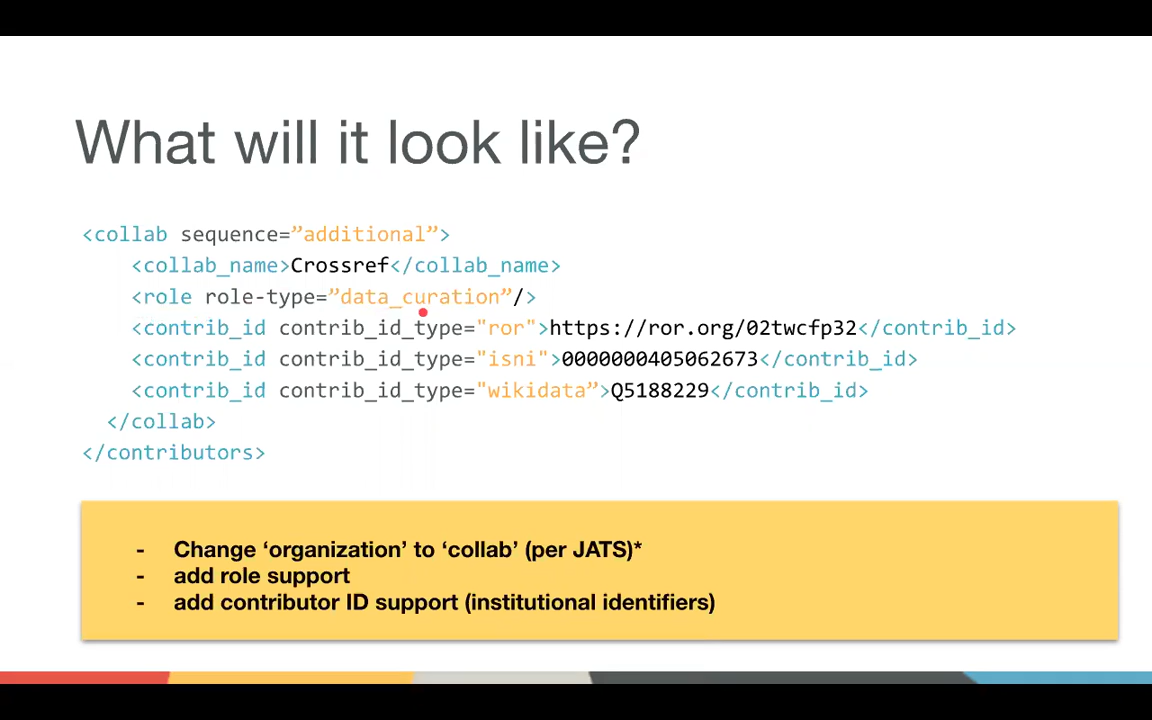 What will it look like?
<collab sequence=”additional”>
<collab_name>Crossref</collab_name>
<role role-type=”data_curation”/>
<contrib_id contrib_id_type="ror">https://ror.org/02twcfp32</contrib_id>
<contrib_id contrib_id_type="isni">0000000405062673</contrib_id>
<contrib_id contrib_id_type="wikidata”>Q5188229</contrib_id>
</collab>
</contributors>
- Change ‘organization’ to ‘collab’ (per JATS)*
- add role support
- add contributor ID support (institutional identifiers)